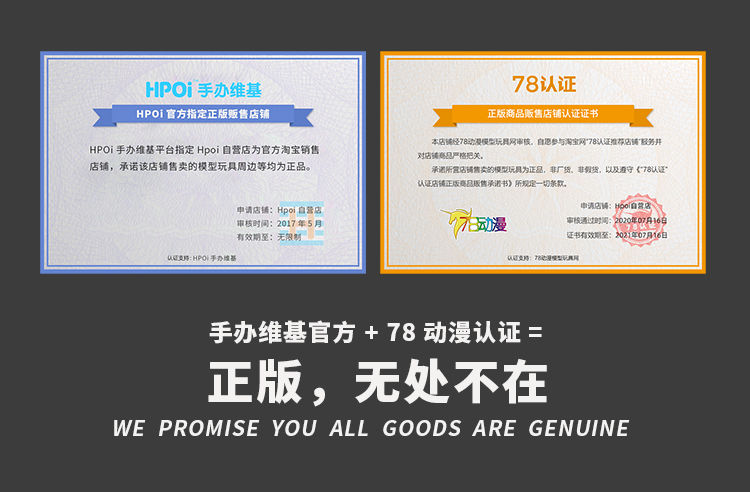 HPOi 手办维基
HPOi 官方指定正版贩售店铺
HPOi 手办维基平台指定 Hpoi 自营店为官方淘宝销售
店铺，承诺该店铺售卖的模型玩具周边等均为正品。
申请店铺：Hpoi 自营店
审核时间：2017 年 5 月
有效期至：无限制
认证支持：HPOi 手办维基
78认证
正版商品贩售店铺认证证书
本店铺经78动漫模型玩具网审核，自愿参与淘宝网“78认证推荐店铺”服务并
对店铺商品严格把关。
承诺所营店铺售卖的模型玩具为正品，非厂货、非假货，以及遵守《“78认证”
认证店铺正版商品贩售承诺书》所规定一切条款。
78动漫
申请店铺：Hpoi自营店
审核通过时间：2020年07月16日
证书有效期至：2021年07月16日
78认证
认证支持：78动漫模型玩具网
手办维基官方 + 78 动漫认证 =
正版，无处不在
WE PROMISE YOU ALL GOODS ARE GENUINE